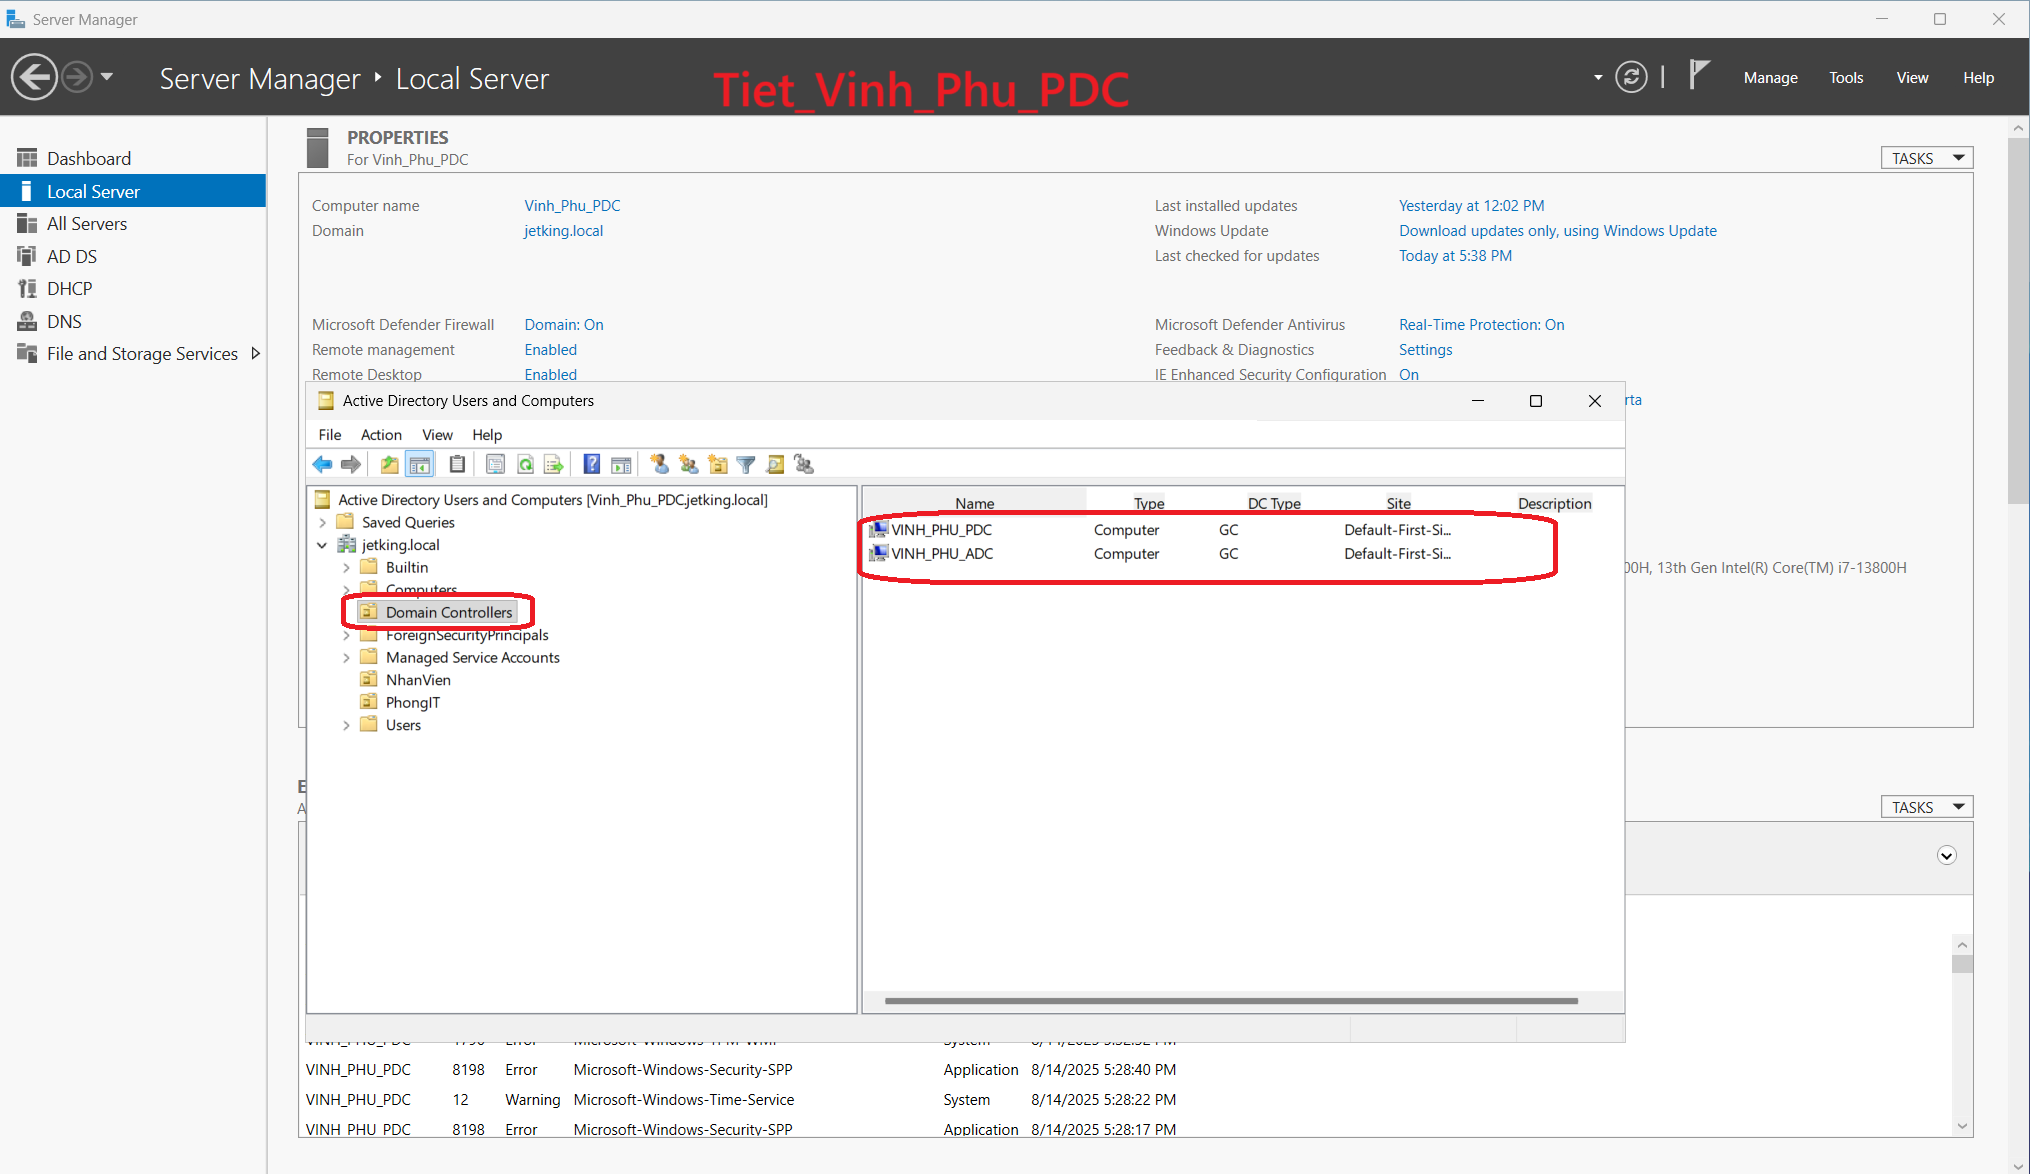 Server Manager
Server Manager Local Server
Tiet_Vinh_Phu_PDC
Manage Tools View Help
Dashboard
Local Server
All Servers
AD DS
DHCP
DNS
File and Storage Services
PROPERTIES
For Vinh_Phu_PDC
TASKS
Computer name Vinh_Phu_PDC
Domain jetking.local
Last installed updates Yesterday at 12:02 PM
Windows Update Download updates only, using Windows Update
Last checked for updates Today at 5:38 PM
Microsoft Defender Firewall Domain: On
Remote management Enabled
Remote Desktop Enabled
Microsoft Defender Antivirus Real-Time Protection: On
Feedback & Diagnostics Settings
IE Enhanced Security Configuration On
rta
00H, 13th Gen Intel(R) Core(TM) i7-13800H
Active Directory Users and Computers
File Action View Help
Active Directory Users and Computers [Vinh_Phu_PDC.jetking.local]
Saved Queries
jetking.local
Builtin
Computers
Domain Controllers
ForeignSecurityPrincipals
Managed Service Accounts
NhanVien
PhongIT
Users
Name Type DC Type Site Description
VINH_PHU_PDC Computer GC Default-First-Si...
VINH_PHU_ADC Computer GC Default-First-Si...
TASKS
VINH_PHU_PDC 8198 Error Microsoft-Windows-Security-SPP Application 8/14/2025 5:28:40 PM
VINH_PHU_PDC 12 Warning Microsoft-Windows-Time-Service System 8/14/2025 5:28:22 PM
VINH_PHU_PDC 8198 Error Microsoft-Windows-Security-SPP Application 8/14/2025 5:28:17 PM